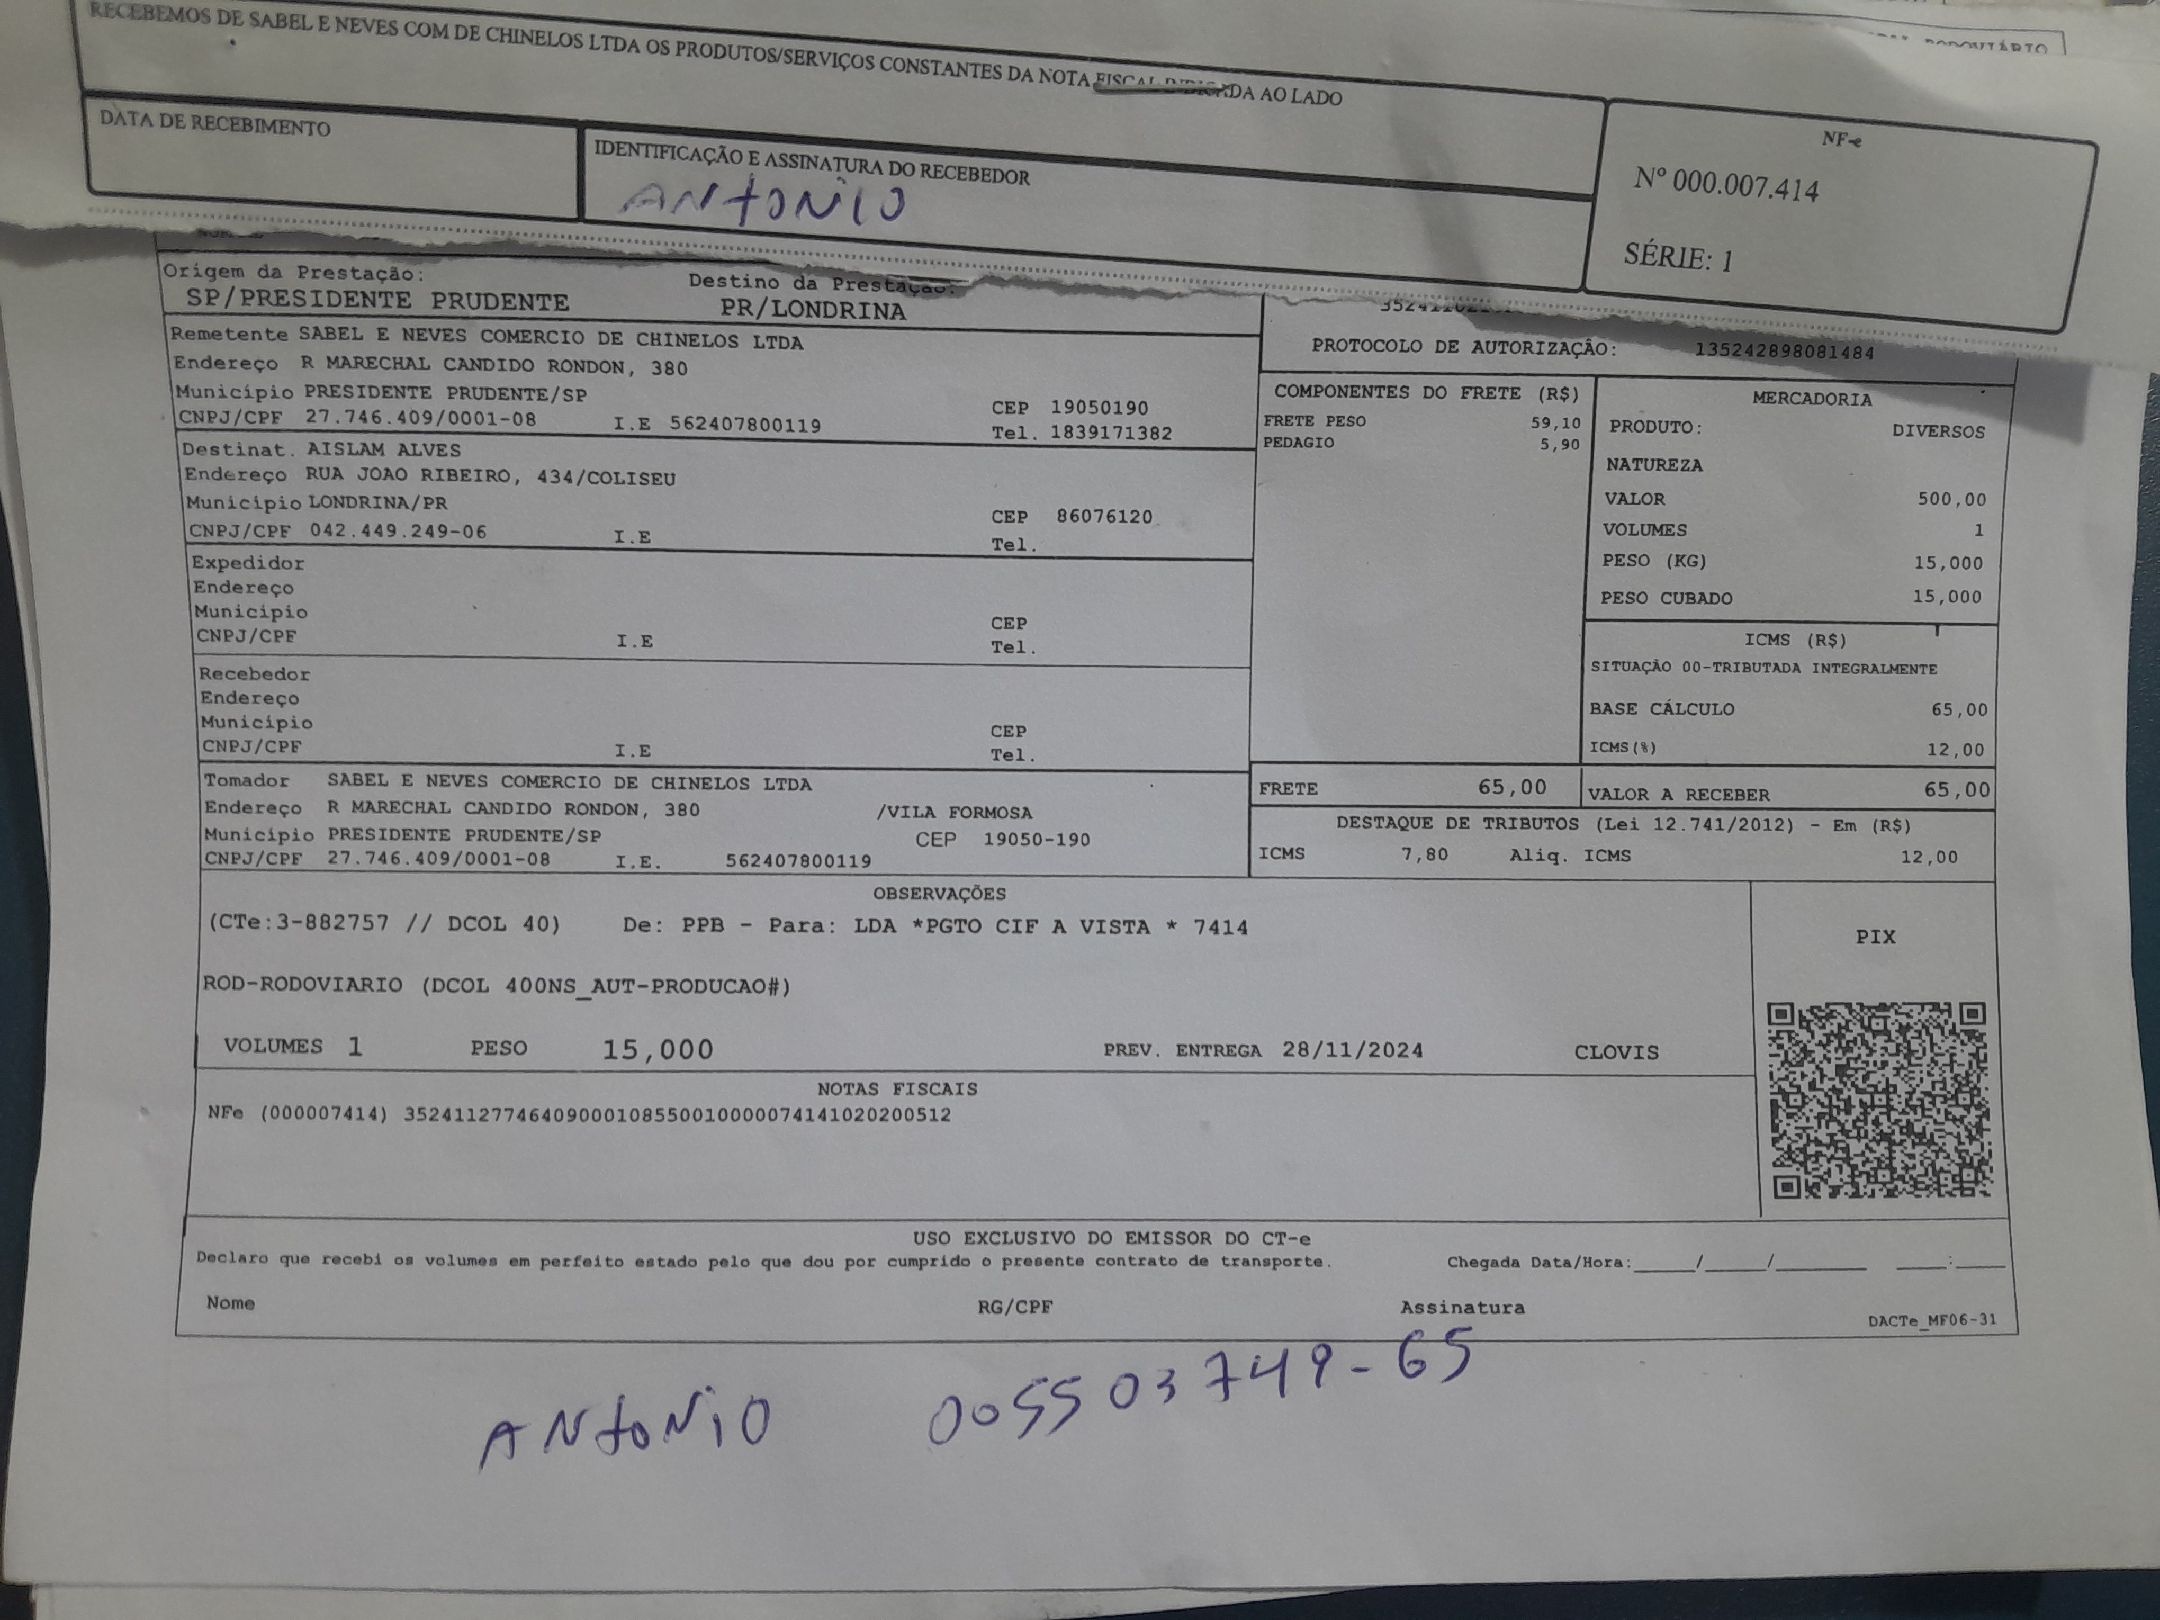 RECEBEMOS DE SABEL E NEVES COM DE CHINELOS LTDA OS PRODUTOS/SERVIÇOS CONSTANTES DA NOTA FISCAL AO LADO
DATA DE RECEBIMENTO
IDENTIFICAÇÃO E ASSINATURA DO RECEBEDOR
ANTONIO
NF-e
Nº 000.007.414
SÉRIE: 1
RODOVIÁRIO
Origem da Prestação: Destino da Prestação:
SP/PRESIDENTE PRUDENTE PR/LONDRINA
Remetente SABEL E NEVES COMERCIO DE CHINELOS LTDA
Endereço R MARECHAL CANDIDO RONDON, 380
Município PRESIDENTE PRUDENTE/SP CEP 19050190
CNPJ/CPF 27.746.409/0001-08 I.E 562407800119 Tel. 1839171382
Destinat. AISLAM ALVES
Endereço RUA JOAO RIBEIRO, 434/COLISEU
Município LONDRINA/PR CEP 86076120
CNPJ/CPF 042.449.249-06 I.E Tel.
Expedidor
Endereço
Município CEP
CNPJ/CPF I.E Tel.
Recebedor
Endereço
Município CEP
CNPJ/CPF I.E Tel.
Tomador SABEL E NEVES COMERCIO DE CHINELOS LTDA
Endereço R MARECHAL CANDIDO RONDON, 380 /VILA FORMOSA
Município PRESIDENTE PRUDENTE/SP CEP 19050-190
CNPJ/CPF 27.746.409/0001-08 I.E. 562407800119
PROTOCOLO DE AUTORIZAÇÃO: 135242898081484
COMPONENTES DO FRETE (R$)
FRETE PESO 59,10
PEDAGIO 5,90
MERCADORIA
PRODUTO: DIVERSOS
NATUREZA
VALOR 500,00
VOLUMES 1
PESO (KG) 15,000
PESO CUBADO 15,000
ICMS (R$)
SITUAÇÃO 00-TRIBUTADA INTEGRALMENTE
BASE CÁLCULO 65,00
ICMS(%) 12,00
FRETE 65,00 VALOR A RECEBER 65,00
DESTAQUE DE TRIBUTOS (Lei 12.741/2012) - Em (R$)
ICMS 7,80 Aliq. ICMS 12,00
OBSERVAÇÕES
(CTe:3-882757 // DCOL 40) De: PPB - Para: LDA *PGTO CIF A VISTA * 7414
ROD-RODOVIARIO (DCOL 400NS_AUT-PRODUCAO#)
PIX
VOLUMES 1 PESO 15,000 PREV. ENTREGA 28/11/2024 CLOVIS
NOTAS FISCAIS
NFe (000007414) 35241127746409000108550010000074141020200512
USO EXCLUSIVO DO EMISSOR DO CT-e
Declaro que recebi os volumes em perfeito estado pelo que dou por cumprido o presente contrato de transporte. Chegada Data/Hora:_____/_____/_______ ____:____
Nome RG/CPF Assinatura
DACTe_MF06-31
ANTONIO 005503749-65